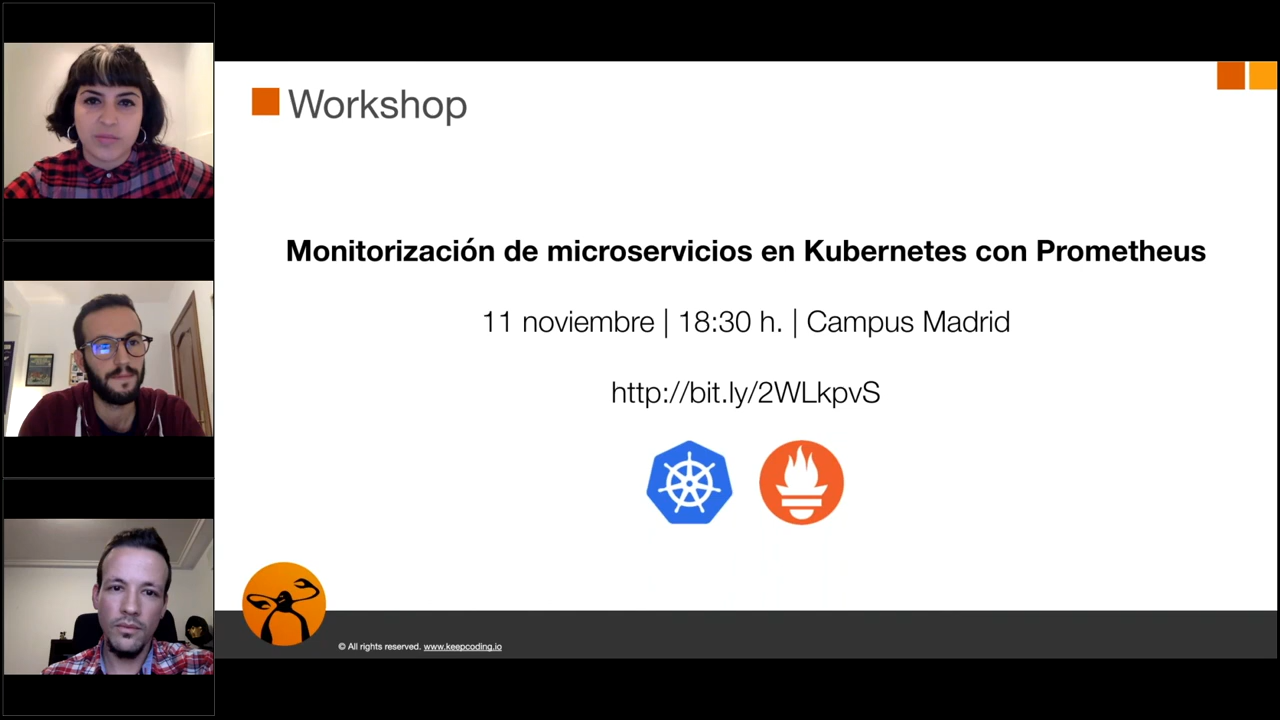 Workshop
Monitorización de microservicios en Kubernetes con Prometheus
11 noviembre | 18:30 h. | Campus Madrid
http://bit.ly/2WLkpvS
© All rights reserved. www.keepcoding.io